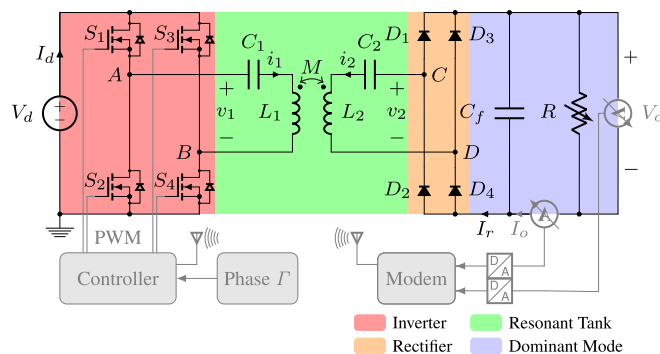 S₁ S₃ C₁ i₁ M i₂ C₂ D₁ D₃
I_d
A C
V_d v₁ L₁ L₂ v₂ C_f R V_o
B D
S₂ S₄ D₂ D₄
I_r I_o A
PWM
Controller Phase Γ Modem D A
D A
Inverter Resonant Tank
Rectifier Dominant Mode